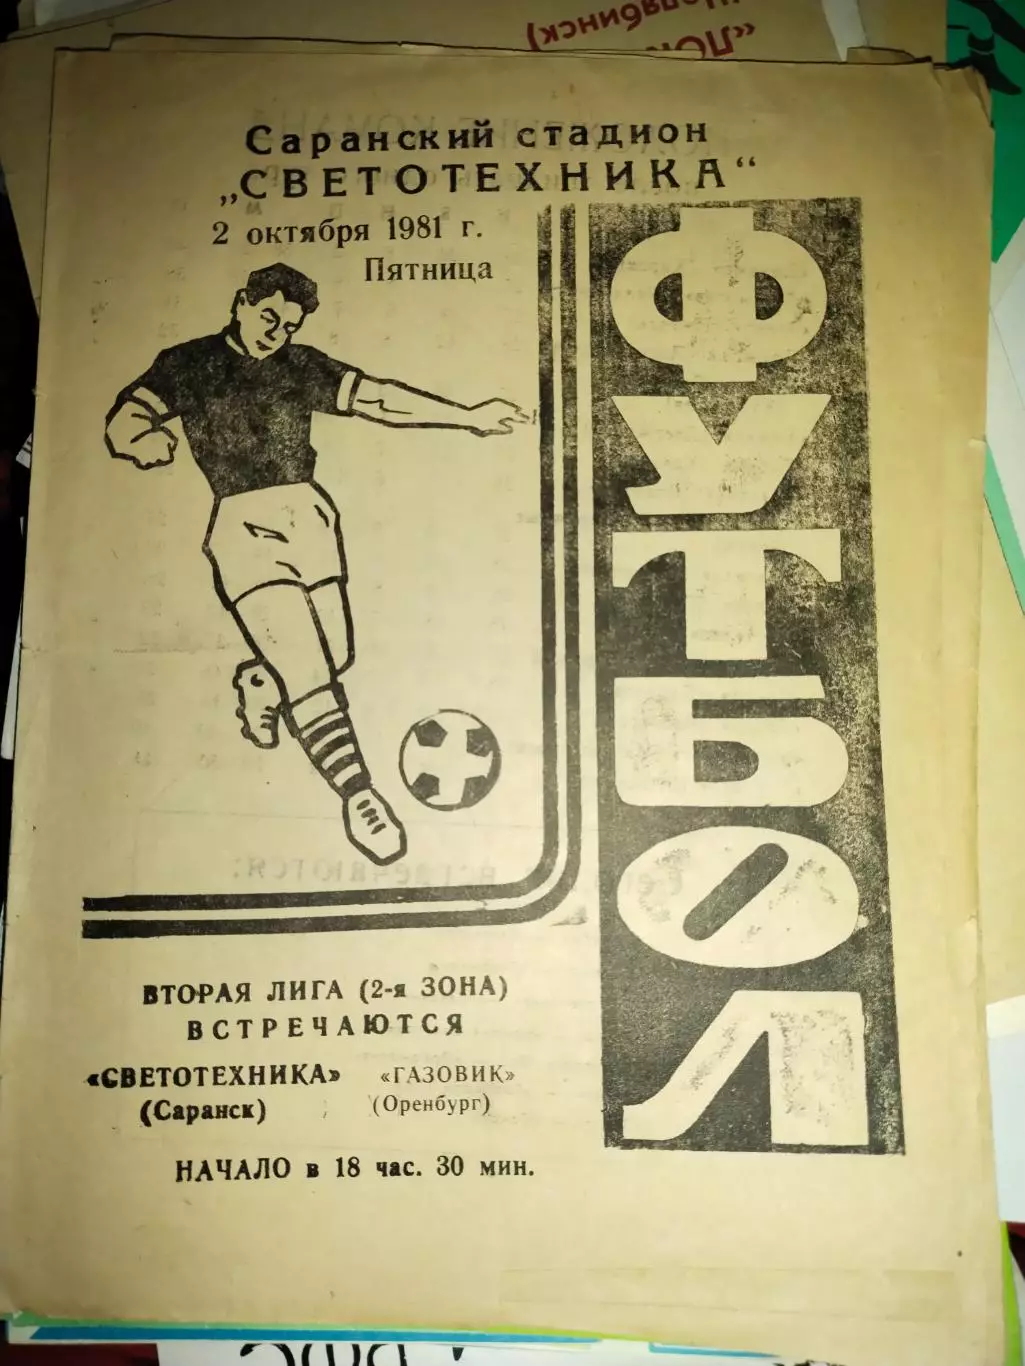 Саранский стадион
„СВЕТОТЕХНИКА“
2 октября 1981 г.
Пятница
ФУТБОЛ
ВТОРАЯ ЛИГА (2-я ЗОНА)
ВСТРЕЧАЮТСЯ
«СВЕТОТЕХНИКА» «ГАЗОВИК»
(Саранск) (Оренбург)
НАЧАЛО в 18 час. 30 мин.